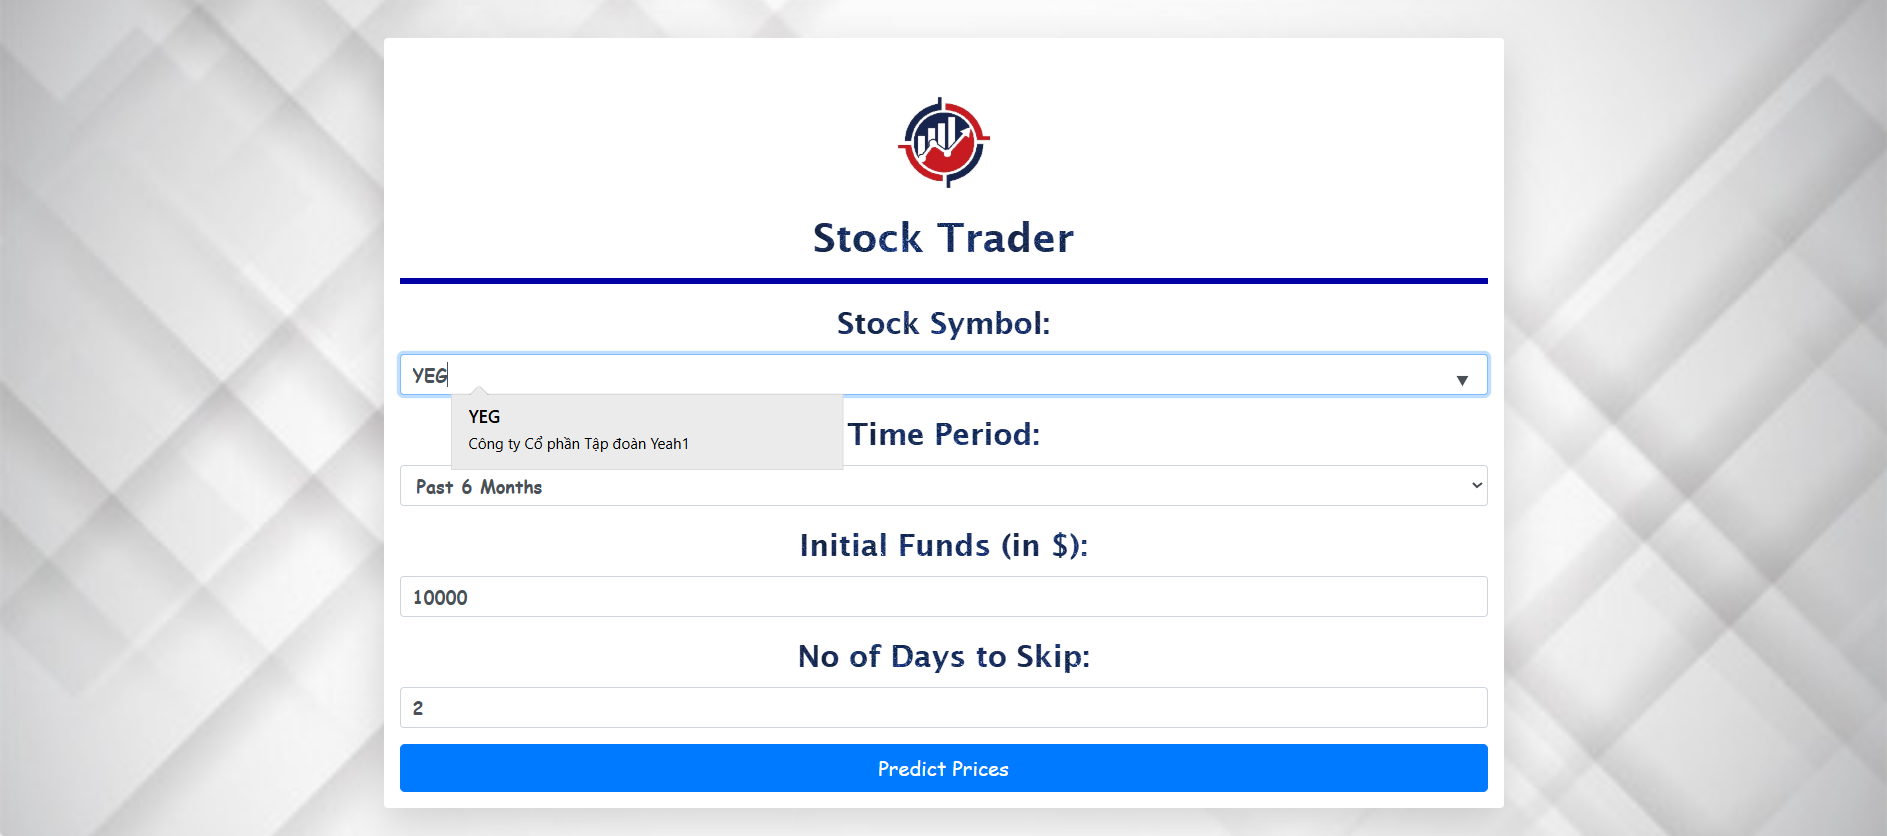 Stock Trader
Stock Symbol:
YEG
YEG
Công ty Cổ phần Tập đoàn Yeah1
Time Period:
Past 6 Months
Initial Funds (in $):
10000
No of Days to Skip:
2
Predict Prices